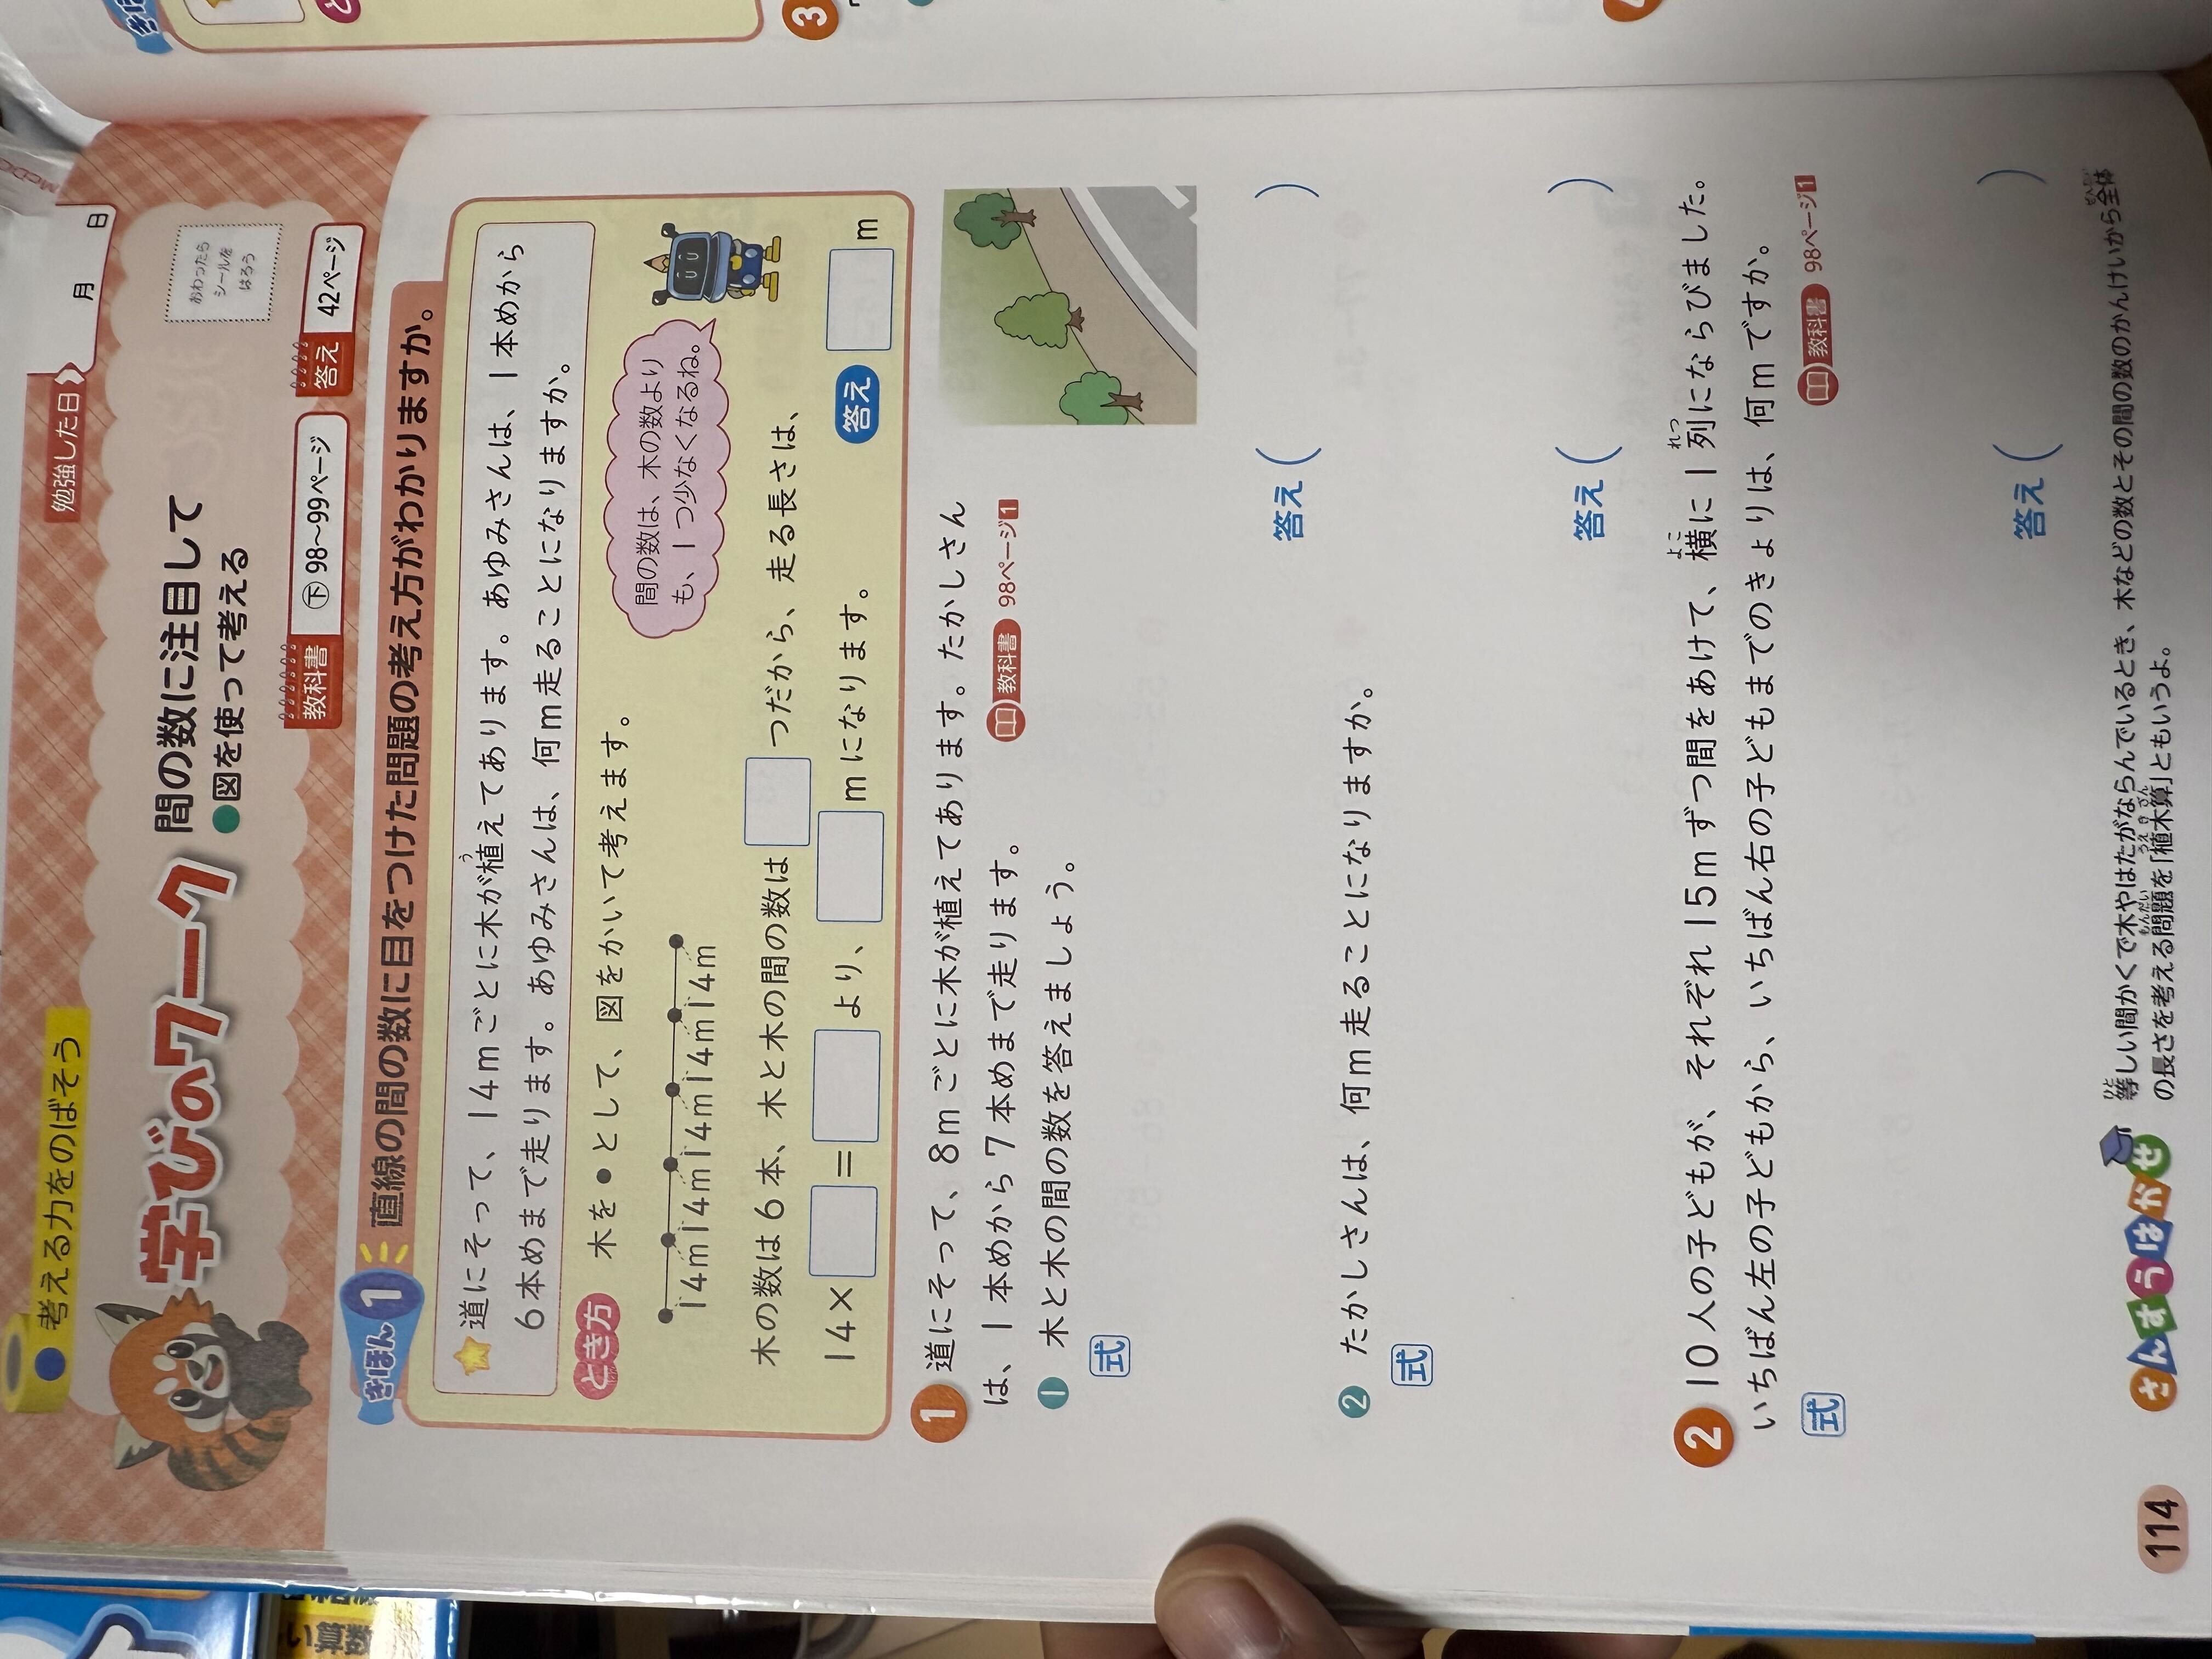 考える力をのばそう
学びのワーク
間の数に注目して
●図を使って考える
勉強した日
月 日
おわったら
シールを
はろう
教科書 ㊦98〜99ページ
答え 42ページ
きほん1 直線の間の数に目をつけた問題の考え方がわかりますか。
道にそって、14mごとに木が植えてあります。あゆみさんは、1本めから
6本めまで走ります。あゆみさんは、何m走ることになりますか。
とき方 木を●として、図をかいて考えます。
14m 14m 14m 14m 14m
間の数は、木の数より
も、1つ少なくなるね。
木の数は6本、木と木の間の数は□つだから、走る長さは、
14×□=□より、□mになります。
答え □m
1 道にそって、8mごとに木が植えてあります。たかしさん
は、1本めから7本めまで走ります。
教科書 98ページ1
1 木と木の間の数を答えましょう。
式
答え( )
2 たかしさんは、何m走ることになりますか。
式
答え( )
2 10人の子どもが、それぞれ15mずつ間をあけて、横に1列にならびました。
いちばん左の子どもから、いちばん右の子どもまでのきょりは、何mですか。
教科書 98ページ1
式
答え( )
114
さんすうはかせ
等しい間かくで木やはたがならんでいるとき、木などの数とその間の数のかんけいから全体
の長さを考える問題を「植木算」ともいうよ。
3